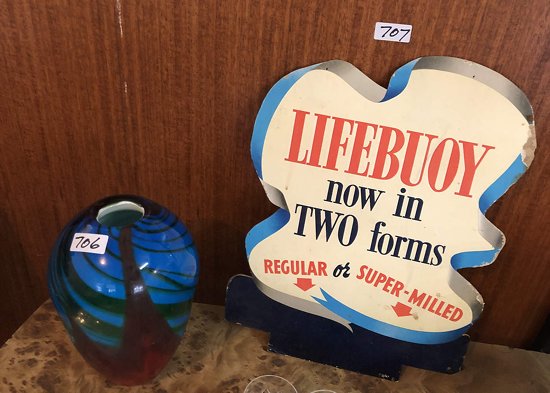 707
LIFEBUOY
now in
TWO forms
REGULAR or SUPER-MILLED
706